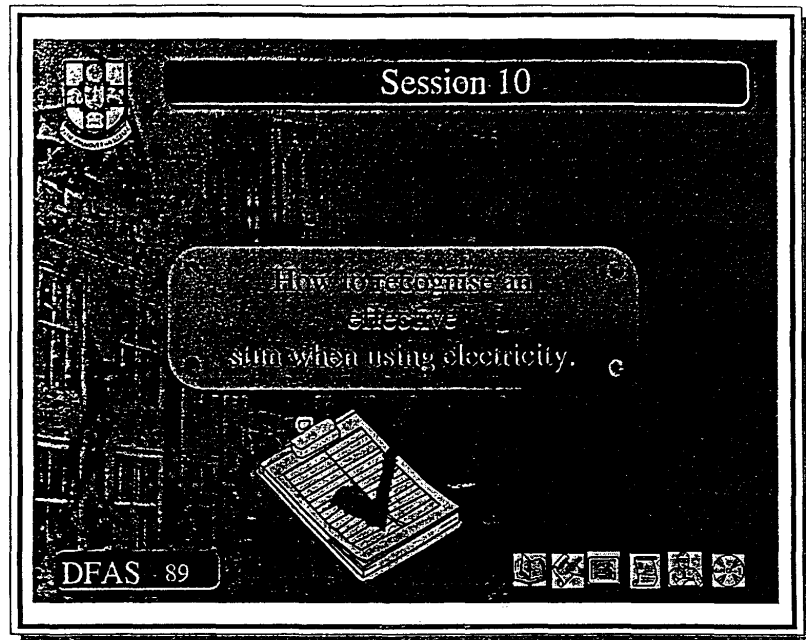 Session 10
How to recognise an
effective
stun when using electricity.
DFAS - 89